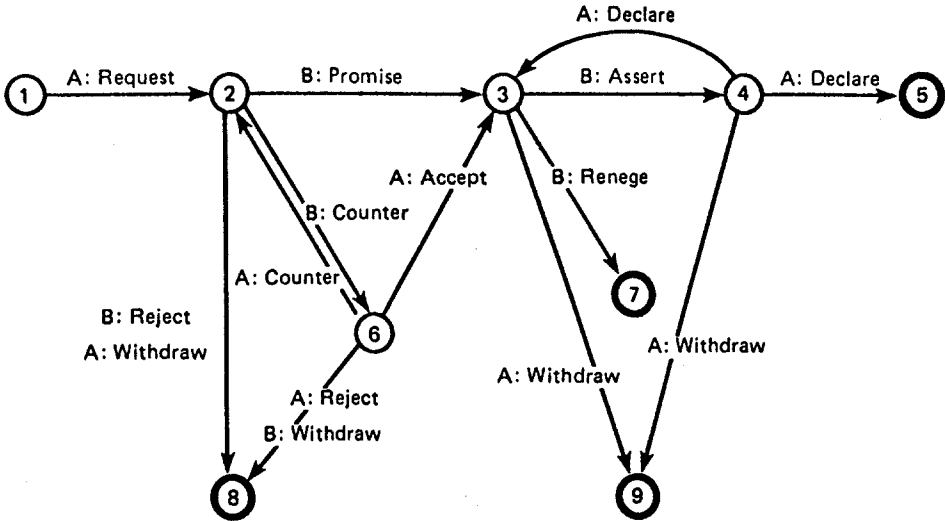 A: Declare
1
A: Request
2
B: Promise
3
B: Assert
4
A: Declare
5
A: Accept
B: Renege
B: Counter
A: Counter
7
6
B: Reject
A: Withdraw
A: Withdraw
A: Withdraw
A: Reject
B: Withdraw
8
9